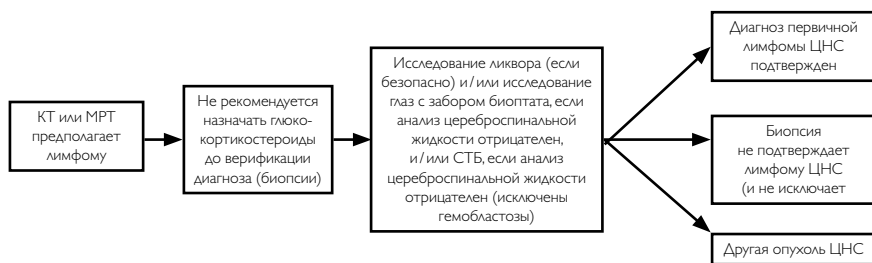 КТ или МРТ
предполагает
лимфому
Не рекомендуется
назначать глюко-
кортикостероиды
до верификации
диагноза (биопсии)
Исследование ликвора (если
безопасно) и/или исследование
глаз с забором биоптата, если
анализ цереброспинальной
жидкости отрицателен,
и/или СТБ, если анализ
цереброспинальной жидкости
отрицателен (исключены
гемобластозы)
Диагноз первичной
лимфомы ЦНС
подтвержден
Биопсия
не подтверждает
лимфому ЦНС
(и не исключает
Другая опухоль ЦНС